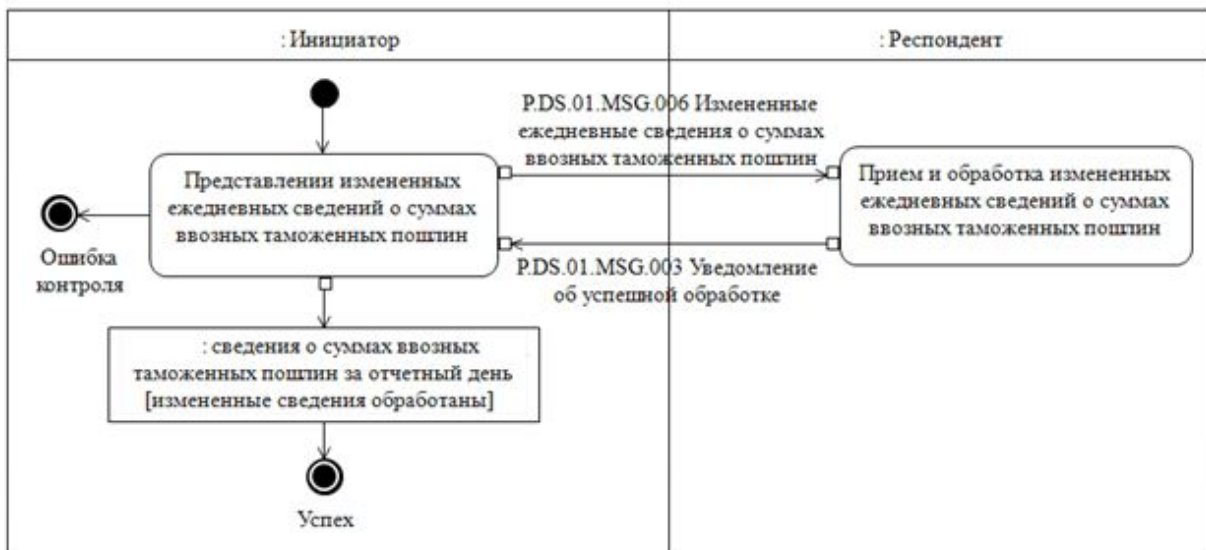 : Инициатор
: Респондент
P.DS.01.MSG.006 Измененные
ежедневные сведения о суммах
ввозных таможенных пошлин
Представлении измененных
ежедневных сведений о суммах
ввозных таможенных пошлин
Прием и обработка измененных
ежедневных сведений о суммах
ввозных таможенных пошлин
Ошибка
контроля
P.DS.01.MSG.003 Уведомление
об успешной обработке
: сведения о суммах ввозных
таможенных пошлин за отчетный день
[измененные сведения обработаны]
Успех